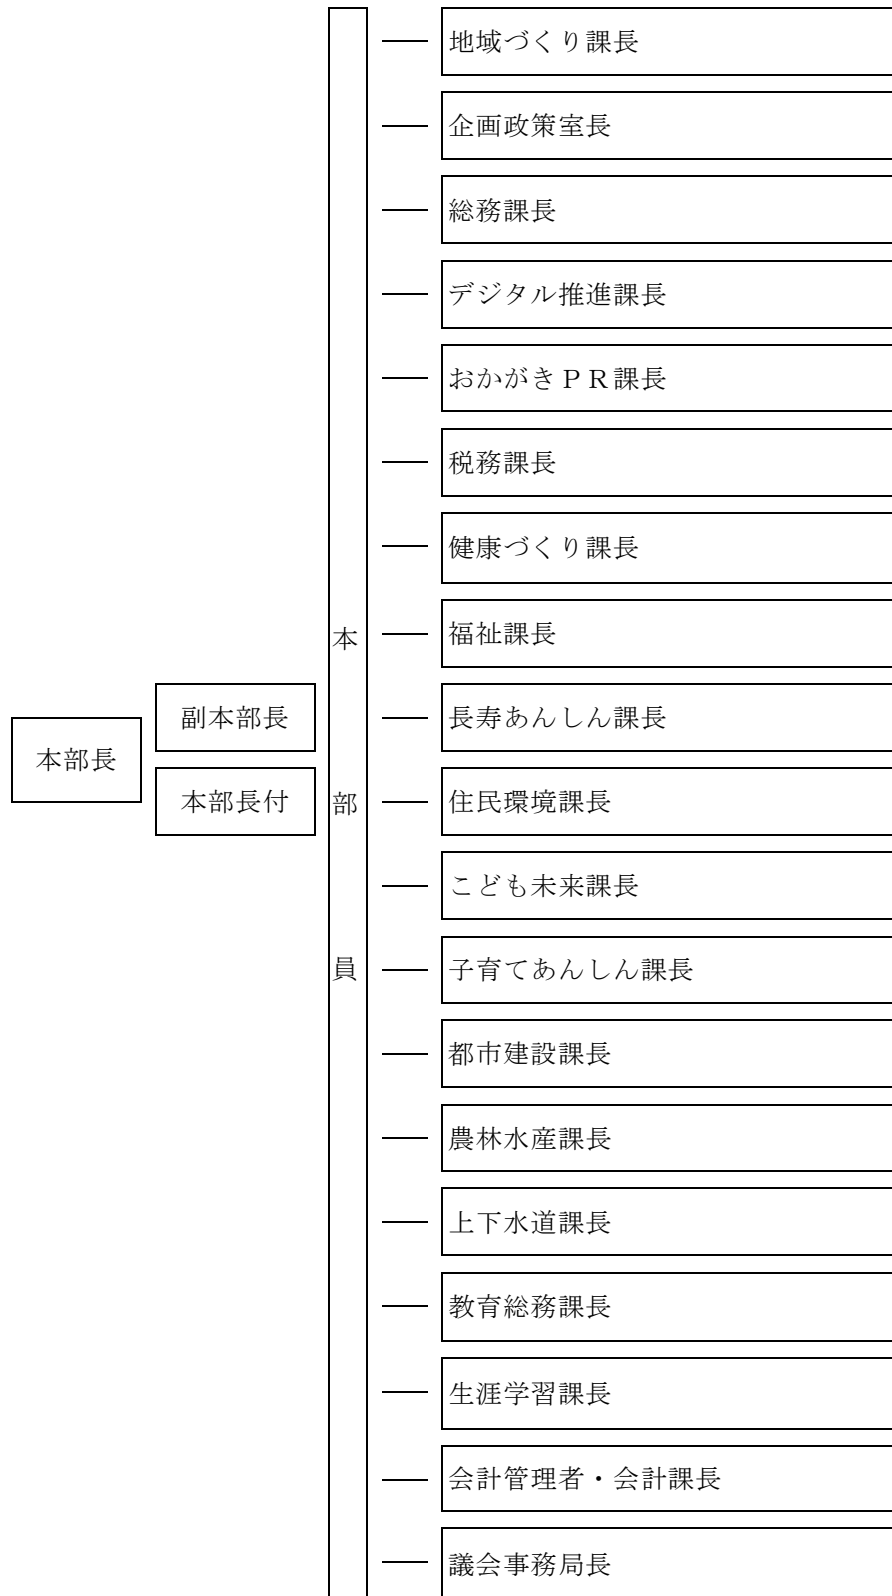 本部長
副本部長
本部長付
本部員
地域づくり課長
企画政策室長
総務課長
デジタル推進課長
おかがきＰＲ課長
税務課長
健康づくり課長
福祉課長
長寿あんしん課長
住民環境課長
こども未来課長
子育てあんしん課長
都市建設課長
農林水産課長
上下水道課長
教育総務課長
生涯学習課長
会計管理者・会計課長
議会事務局長